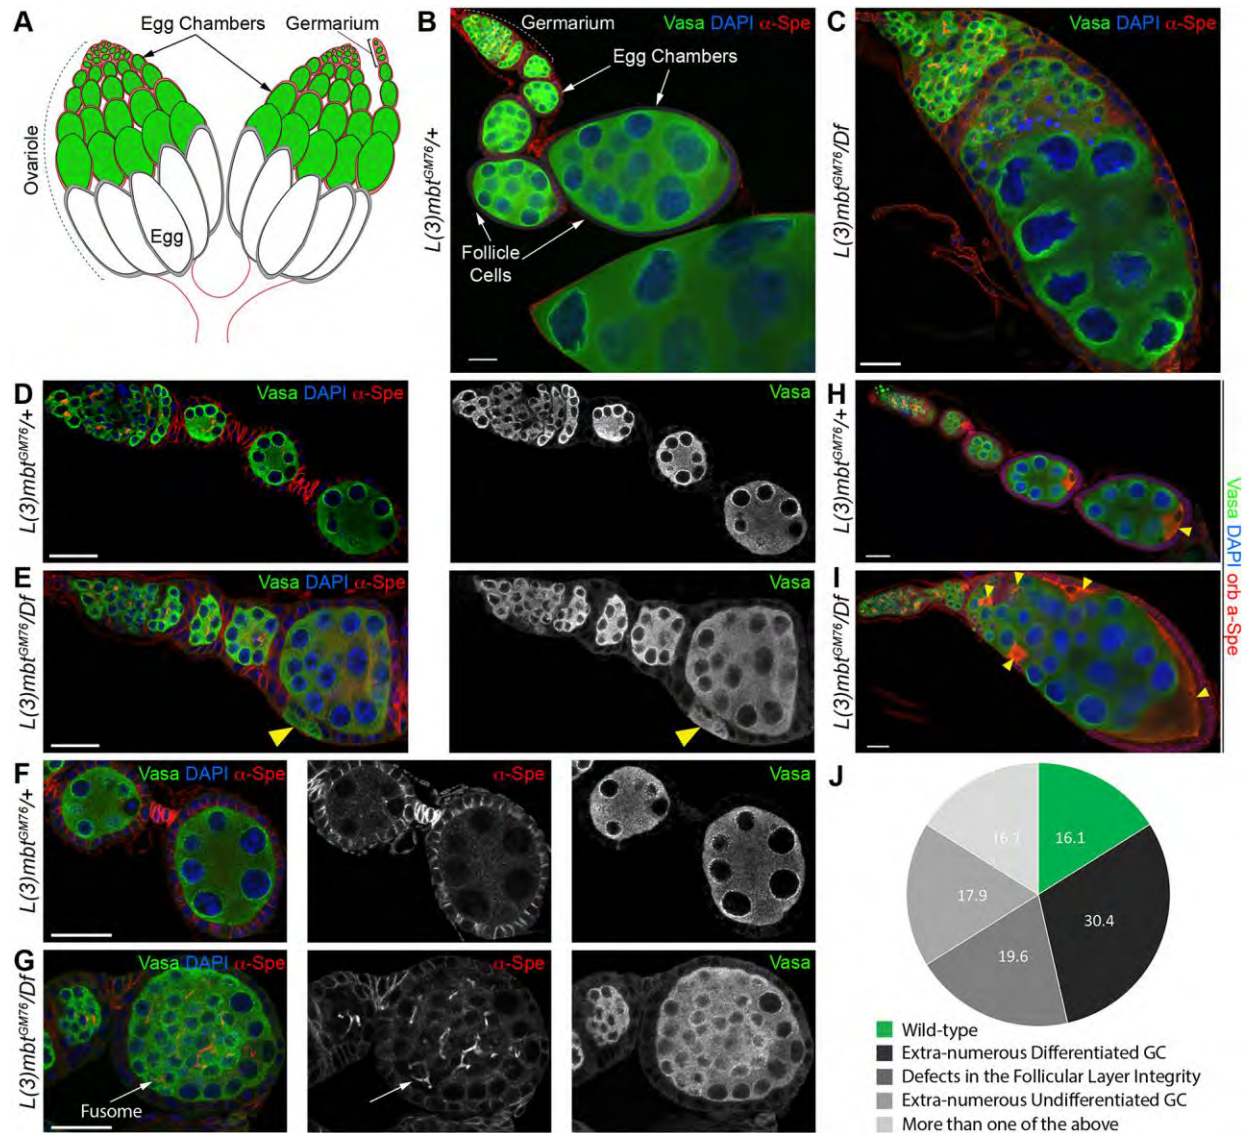 A
Egg Chambers
Germarium
Ovariole
Egg
B
Germarium
Vasa DAPI α-Spe
Egg Chambers
Follicle
Cells
L(3)mbtᴳᴹ⁷⁶/+
C
Vasa DAPI α-Spe
L(3)mbtᴳᴹ⁷⁶/Df
D
Vasa DAPI α-Spe
Vasa
L(3)mbtᴳᴹ⁷⁶/+
E
Vasa DAPI α-Spe
Vasa
L(3)mbtᴳᴹ⁷⁶/Df
F
Vasa DAPI α-Spe
α-Spe
Vasa
L(3)mbtᴳᴹ⁷⁶/+
G
Vasa DAPI α-Spe
α-Spe
Vasa
Fusome
L(3)mbtᴳᴹ⁷⁶/Df
H
L(3)mbtᴳᴹ⁷⁶/+
I
L(3)mbtᴳᴹ⁷⁶/Df
Vasa DAPI orb a-Spe
J
16.1
16.1
30.4
17.9
19.6
Wild-type
Extra-numerous Differentiated GC
Defects in the Follicular Layer Integrity
Extra-numerous Undifferentiated GC
More than one of the above